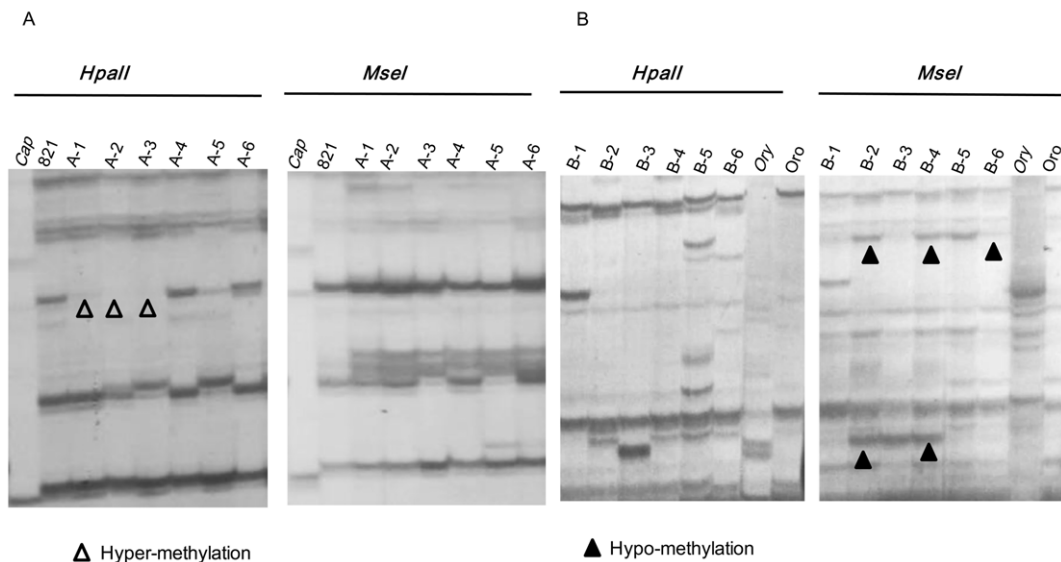 A
B
HpaII
MseI
HpaII
MseI
Cap 821 A-1 A-2 A-3 A-4 A-5 A-6
Cap 821 A-1 A-2 A-3 A-4 A-5 A-6
B-1 B-2 B-3 B-4 B-5 B-6 Ory Oro
B-1 B-2 B-3 B-4 B-5 B-6 Ory Oro
Hyper-methylation
Hypo-methylation